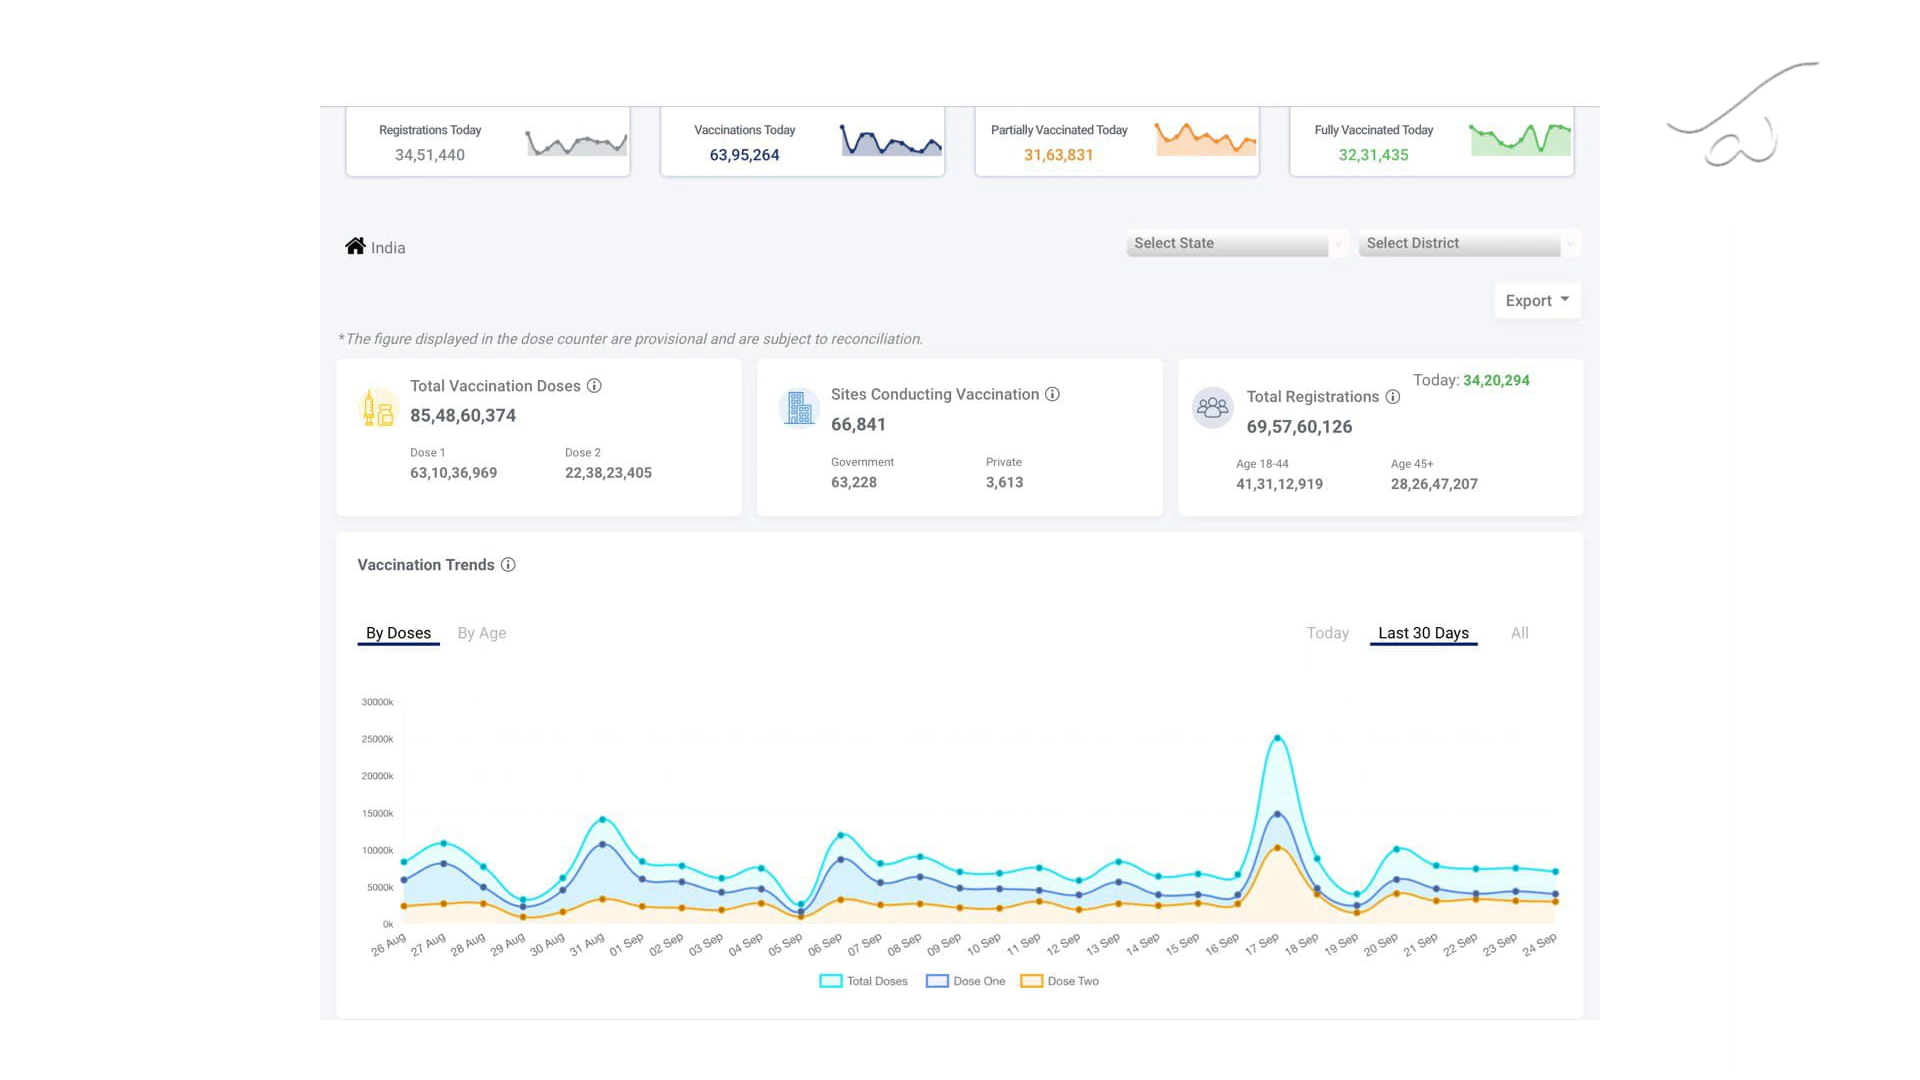 Registrations Today
34,51,440
Vaccinations Today
63,95,264
Partially Vaccinated Today
31,63,831
Fully Vaccinated Today
32,31,435
India
Select State
Select District
Export
*The figure displayed in the dose counter are provisional and are subject to reconciliation.
Total Vaccination Doses
85,48,60,374
Dose 1
63,10,36,969
Dose 2
22,38,23,405
Sites Conducting Vaccination
66,841
Government
63,228
Private
3,613
Today: 34,20,294
Total Registrations
69,57,60,126
Age 18-44
41,31,12,919
Age 45+
28,26,47,207
Vaccination Trends
By Doses
By Age
Today
Last 30 Days
All
30000k
25000k
20000k
15000k
10000k
5000k
0k
26 Aug
27 Aug
28 Aug
29 Aug
30 Aug
31 Aug
01 Sep
02 Sep
03 Sep
04 Sep
05 Sep
06 Sep
07 Sep
08 Sep
09 Sep
10 Sep
11 Sep
12 Sep
13 Sep
14 Sep
15 Sep
16 Sep
17 Sep
18 Sep
19 Sep
20 Sep
21 Sep
22 Sep
23 Sep
24 Sep
Total Doses
Dose One
Dose Two